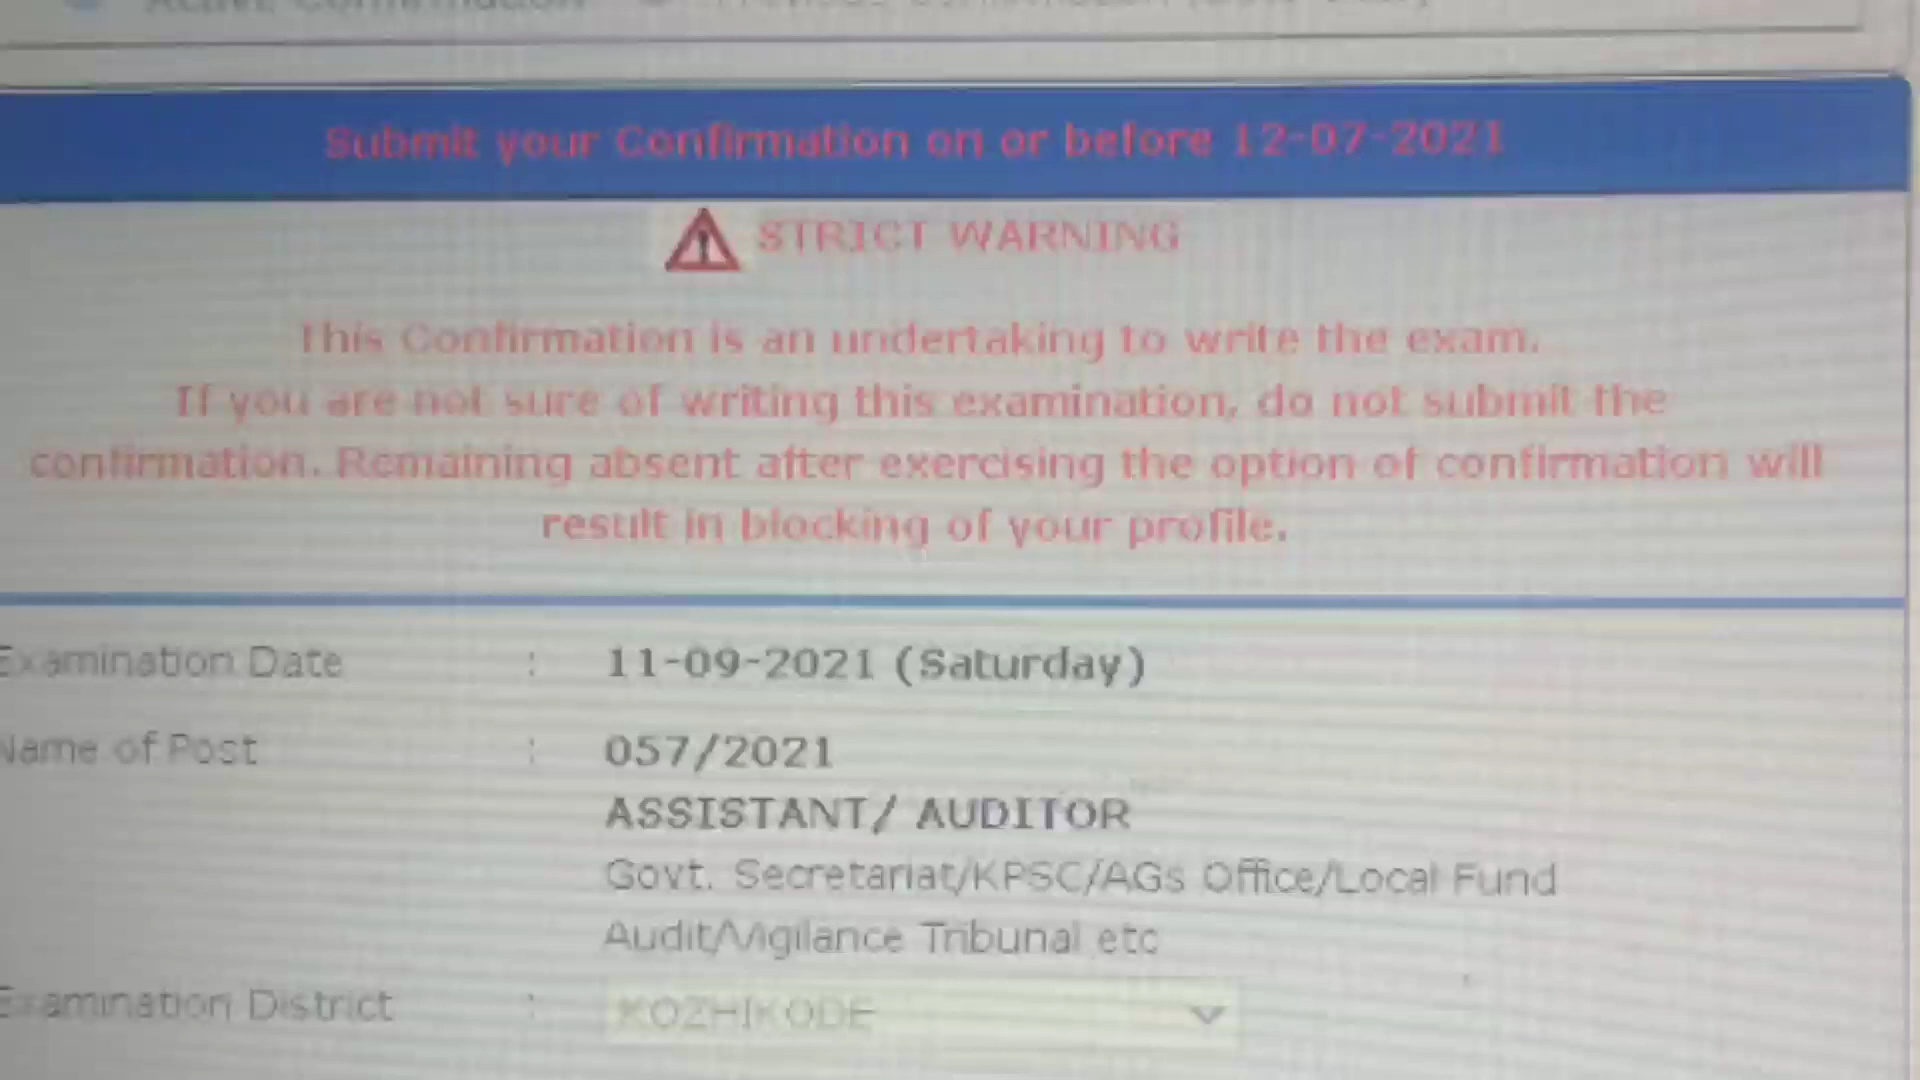 Submit your Confirmation on or before 12-07-2021
STRICT WARNING
This Confirmation is an undertaking to write the exam.
If you are not sure of writing this examination, do not submit the
confirmation. Remaining absent after exercising the option of confirmation will
result in blocking of your profile.
Examination Date : 11-09-2021 (Saturday)
Name of Post : 057/2021
ASSISTANT/ AUDITOR
Govt. Secretariat/KPSC/AGs Office/Local Fund
Audit/Vigilance Tribunal etc
Examination District : KOZHIKODE